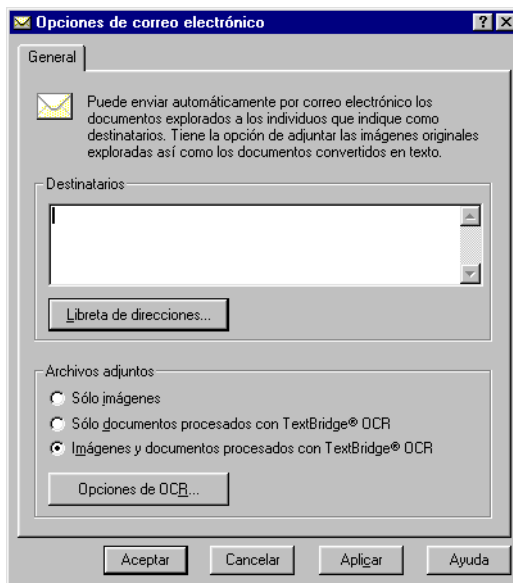 Opciones de correo electrónico
General
Puede enviar automáticamente por correo electrónico los
documentos explorados a los individuos que indique como
destinatarios. Tiene la opción de adjuntar las imágenes originales
exploradas así como los documentos convertidos en texto.
Destinatarios
Libreta de direcciones...
Archivos adjuntos
Sólo imágenes
Sólo documentos procesados con TextBridge® OCR
Imágenes y documentos procesados con TextBridge® OCR
Opciones de OCR...
Aceptar Cancelar Aplicar Ayuda